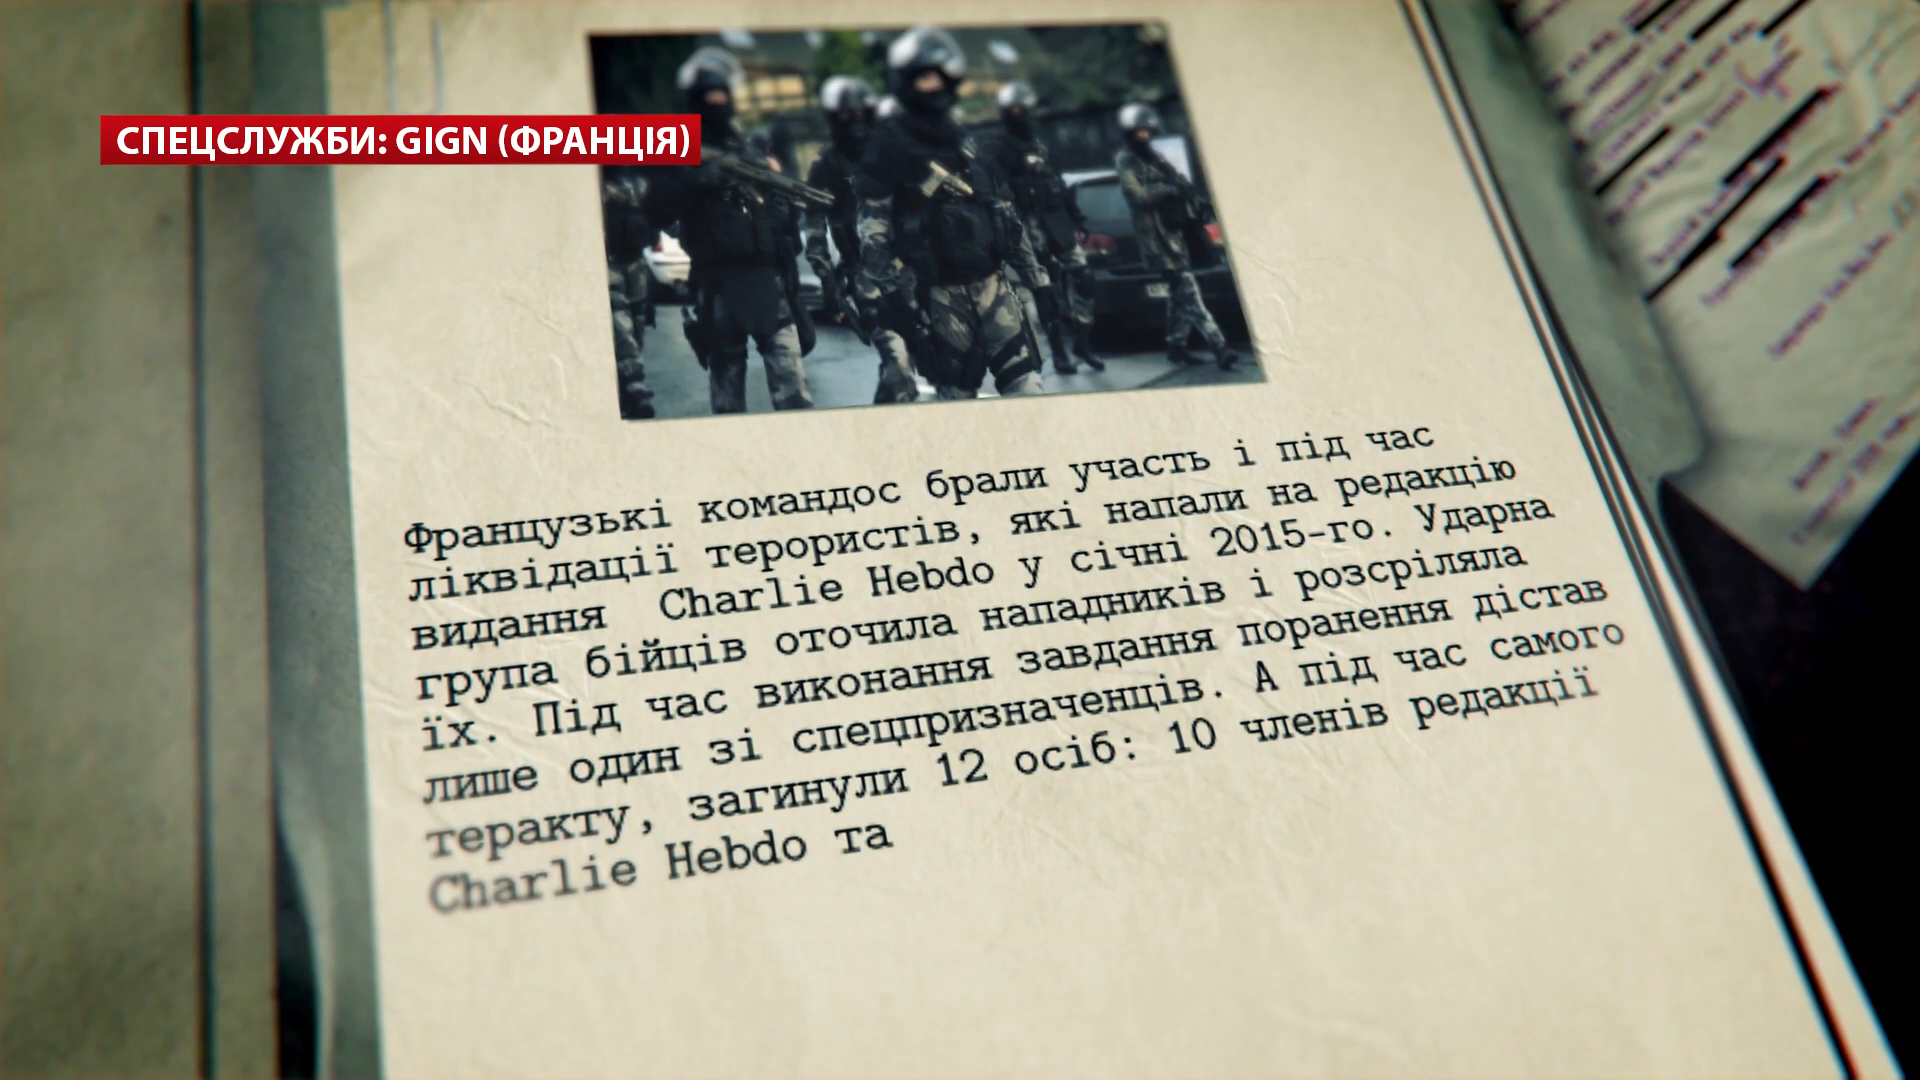 СПЕЦСЛУЖБИ: GIGN (ФРАНЦІЯ)
Французькі командос брали участь і під час
ліквідації терористів, які напали на редакцію
видання Charlie Hebdo у січні 2015-го. Ударна
група бійців оточила нападників і розсріляла
їх. Під час виконання завдання поранення дістав
лише один зі спецпризначенців. А під час самого
теракту, загинули 12 осіб: 10 членів редакції
Charlie Hebdo та